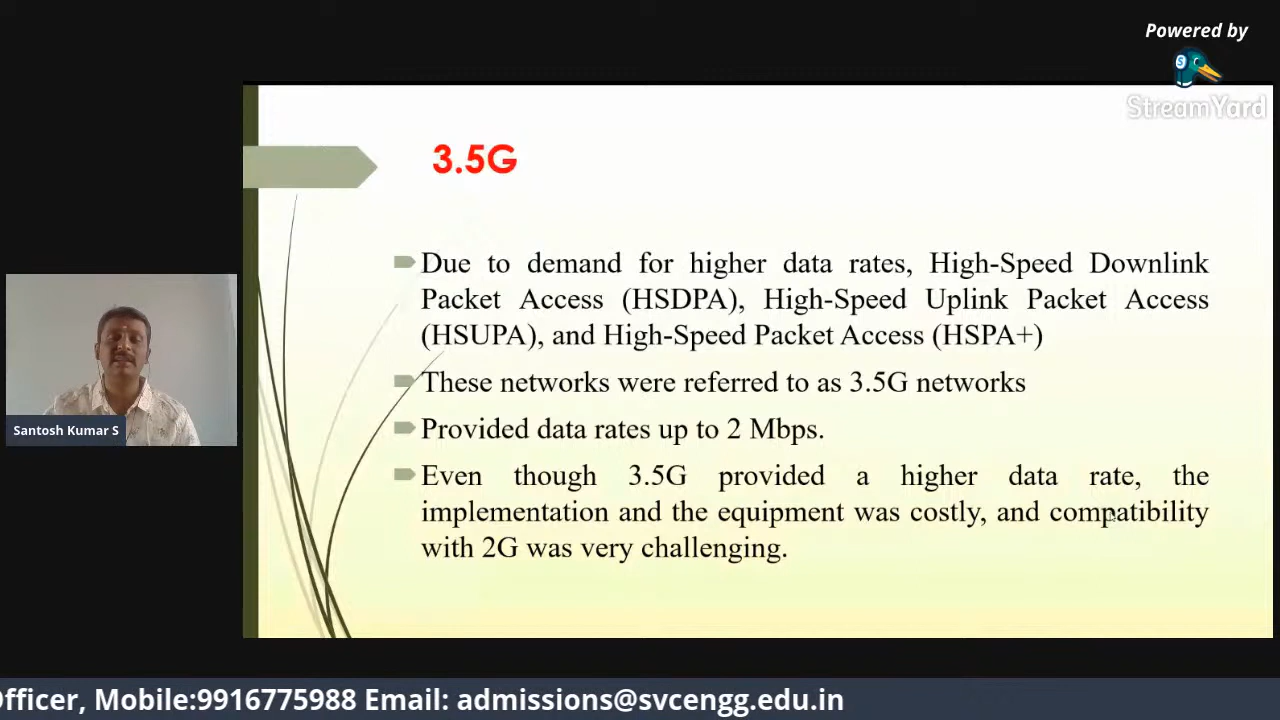 Powered by
StreamYard
3.5G
Due to demand for higher data rates, High-Speed Downlink
Packet Access (HSDPA), High-Speed Uplink Packet Access
(HSUPA), and High-Speed Packet Access (HSPA+)
These networks were referred to as 3.5G networks
Provided data rates up to 2 Mbps.
Even though 3.5G provided a higher data rate, the
implementation and the equipment was costly, and compatibility
with 2G was very challenging.
Santosh Kumar S
Officer, Mobile:9916775988 Email: admissions@svcengg.edu.in